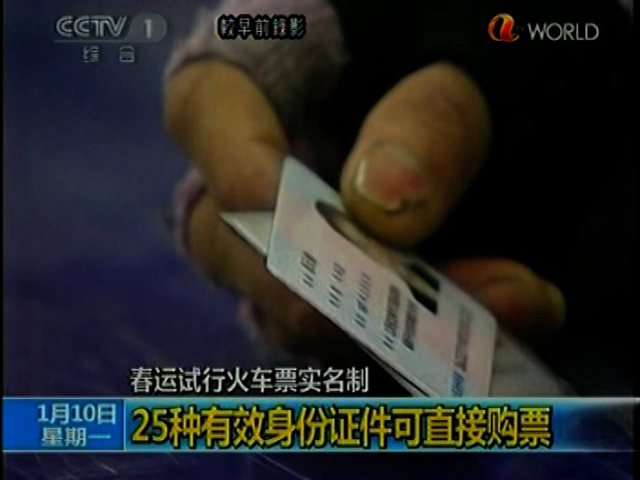 CCTV 1
综合
較早前錄影
WORLD
春运试行火车票实名制
1月10日
星期一
25种有效身份证件可直接购票